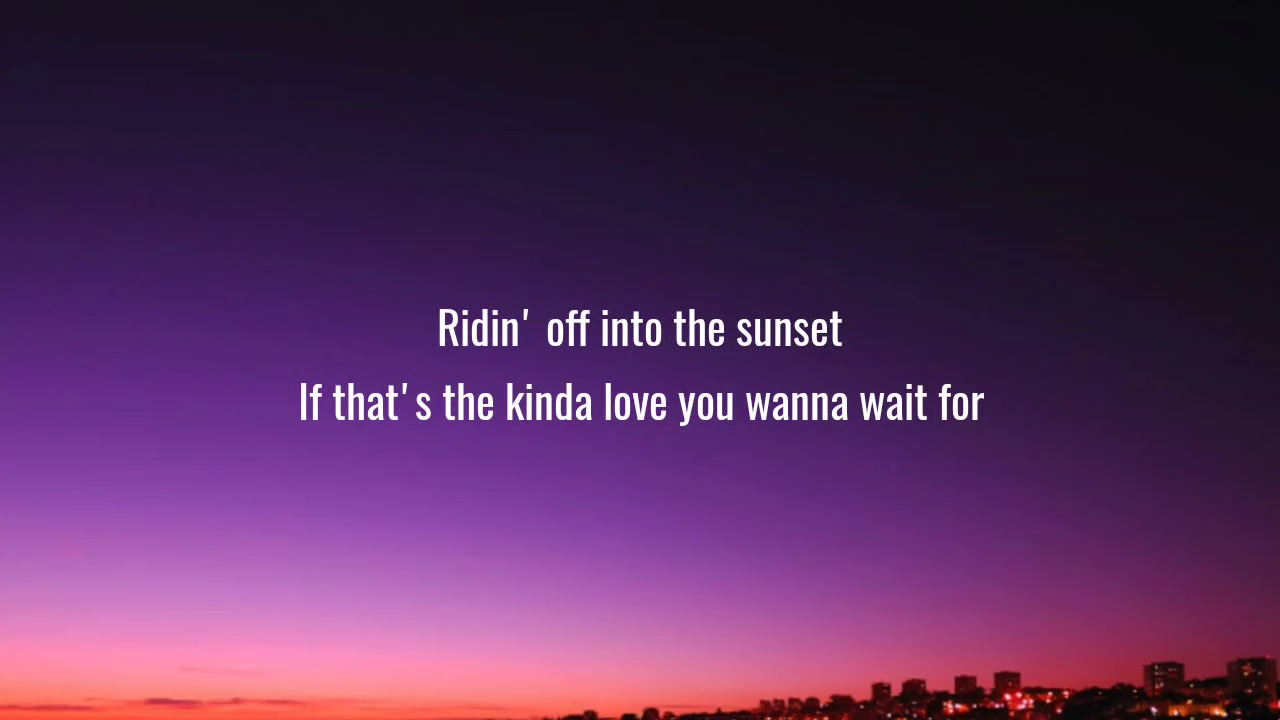 Ridin' off into the sunset
If that's the kinda love you wanna wait for